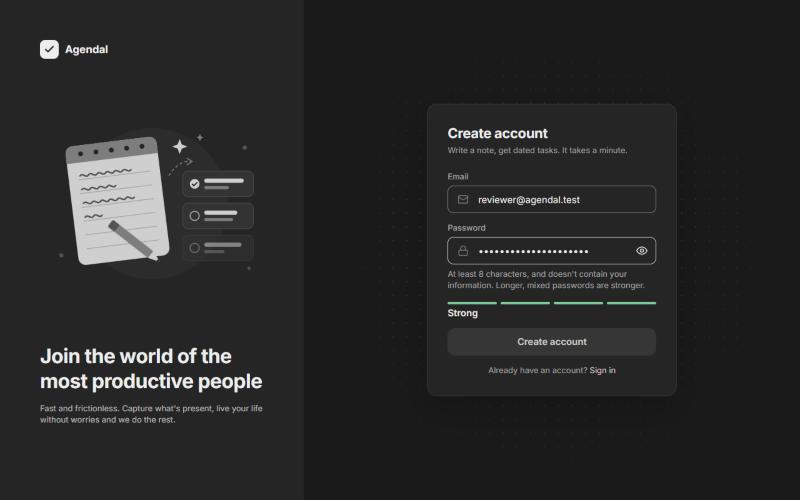 Agendal
Join the world of the
most productive people
Fast and frictionless. Capture what's present, live your life
without worries and we do the rest.
Create account
Write a note, get dated tasks. It takes a minute.
Email
reviewer@agendal.test
Password
At least 8 characters, and doesn't contain your
information. Longer, mixed passwords are stronger.
Strong
Create account
Already have an account? Sign in